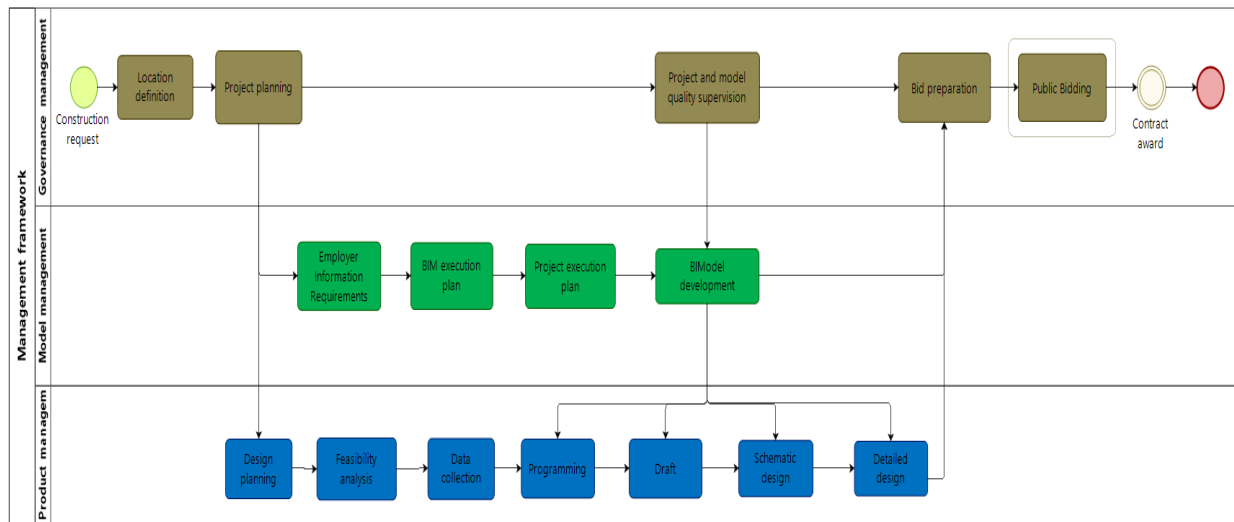 Management framework
Governance management
Construction
request
Location
definition
Project planning
Project and model
quality supervision
Bid preparation
Public Bidding
Contract
award
Model management
Employer
Information
Requirements
BIM execution
plan
Project execution
plan
BIModel
development
Product managem
Design
planning
Feasibility
analysis
Data
collection
Programming
Draft
Schematic
design
Detailed
design